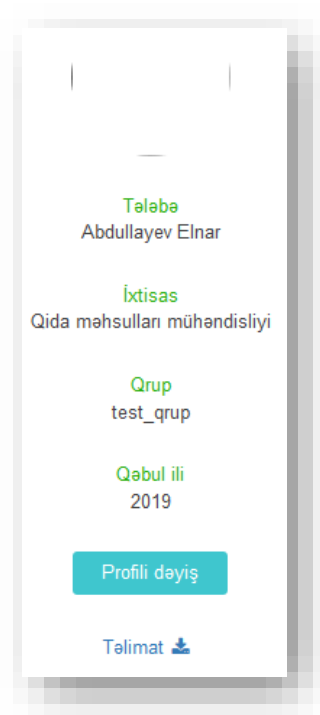 Tələbə
Abdullayev Elnar
İxtisas
Qida məhsulları mühəndisliyi
Qrup
test_qrup
Qəbul ili
2019
Profili dəyiş
Təlimat